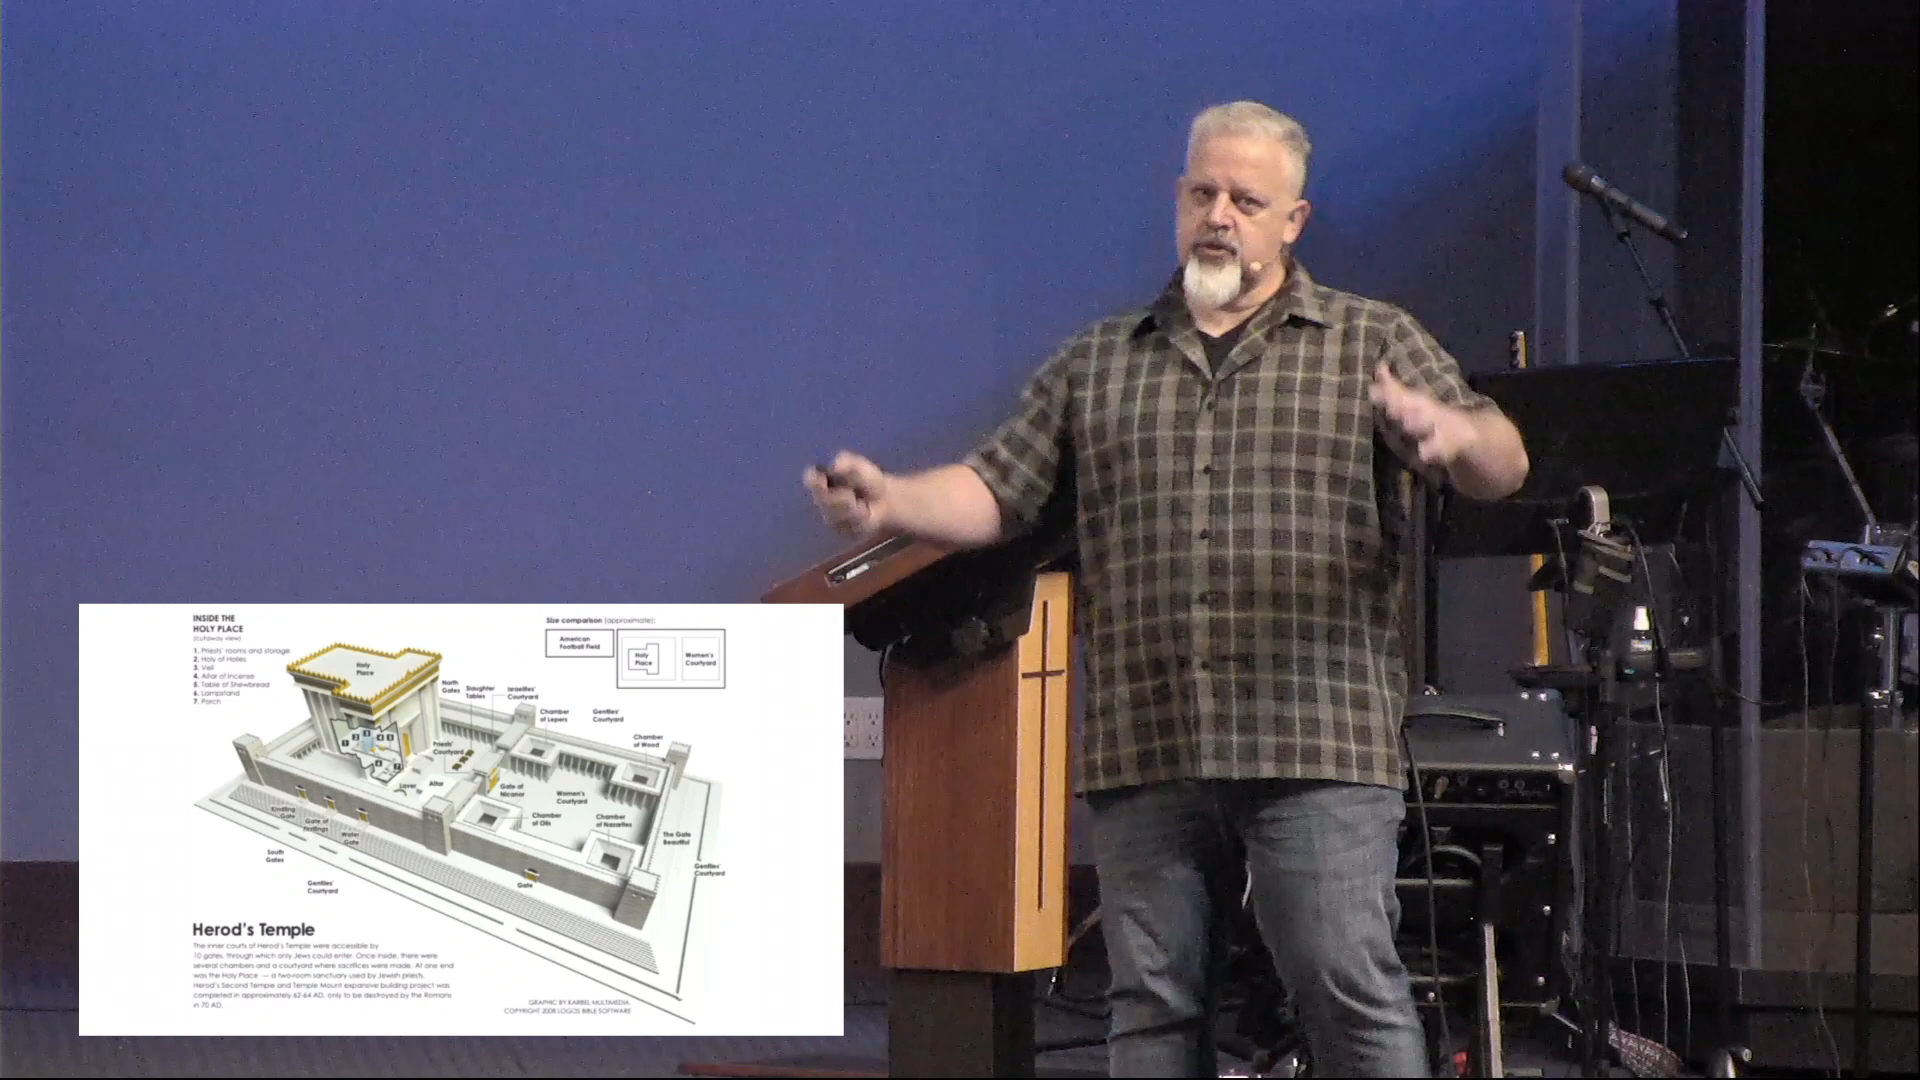 INSIDE THE
HOLY PLACE
(cutaway view)
1. Priests' rooms and storage
2. Holy of Holies
3. Veil
4. Altar of Incense
5. Table of Shewbread
6. Lampstand
7. Porch
Size comparison (approximate)
American
Football Field
Holy
Place
Women's
Courtyard
Holy
Place
North
Gates
Slaughter
Tables
Israelites'
Courtyard
Chamber
of Lepers
Gentiles'
Courtyard
Chamber
of Wood
Priests'
Courtyard
Altar
Laver
Gate of
Nicanor
Women's
Courtyard
Chamber
of Oils
Chamber
of Nazarites
The Gate
Beautiful
Gentiles'
Courtyard
Kindling
Gate
Gate of
Firstlings
Water
Gate
South
Gates
Gentiles'
Courtyard
Gate
Herod's Temple
The inner courts of Herod's Temple were accessible by
10 gates, through which only Jews could enter. Once inside, there were
several chambers and a courtyard where sacrifices were made. At one end
was the Holy Place — a two-room sanctuary used by Jewish priests.
Herod's Second Temple and Temple Mount expansive building project was
completed in approximately 62-64 AD, only to be destroyed by the Romans
in 70 AD.
GRAPHIC BY KARBEL MULTIMEDIA,
COPYRIGHT 2008 LOGOS BIBLE SOFTWARE